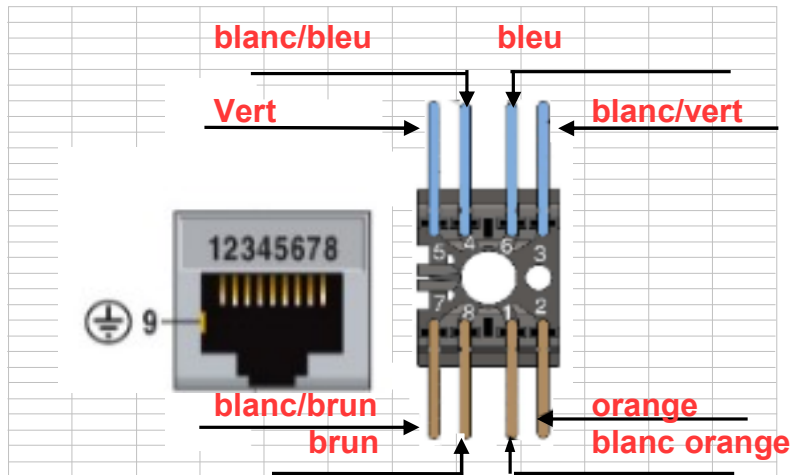 blanc/bleu bleu
Vert blanc/vert
12345678
5 4 6 3
9
7 8 1 2
blanc/brun orange
brun blanc orange